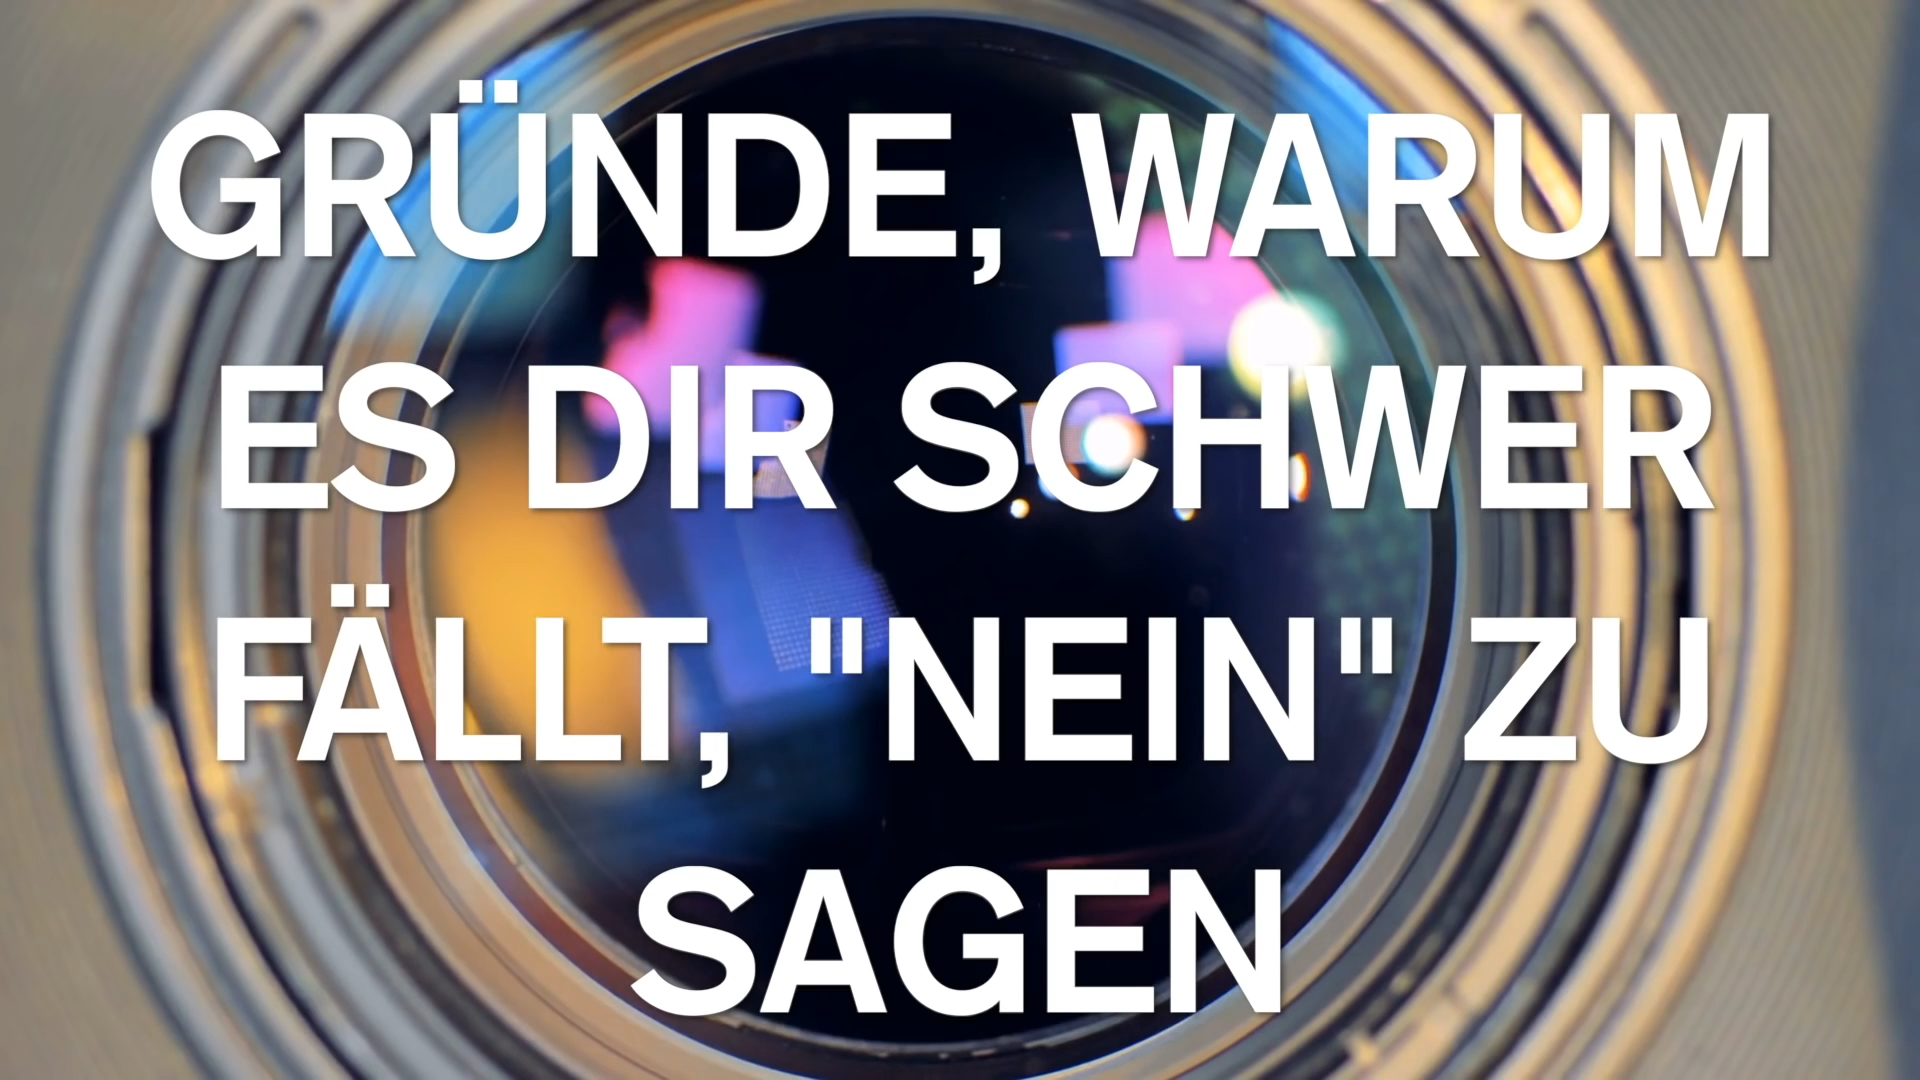 GRÜNDE, WARUM
ES DIR SCHWER
FÄLLT, "NEIN" ZU
SAGEN